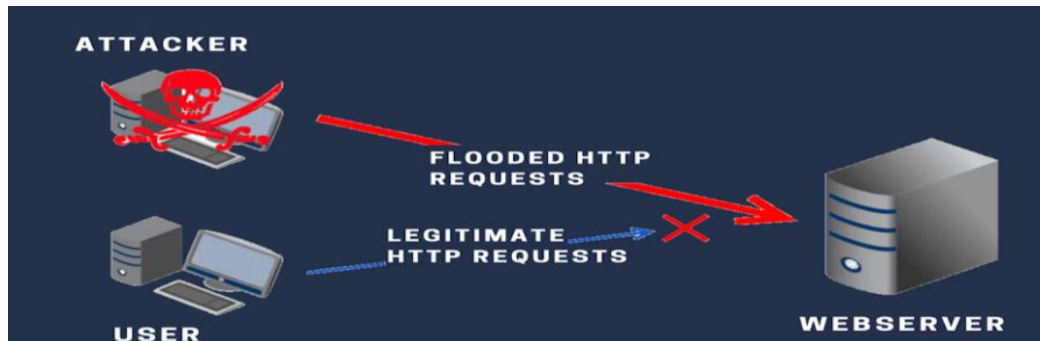 ATTACKER
FLOODED HTTP
REQUESTS
LEGITIMATE
HTTP REQUESTS
USER
WEBSERVER